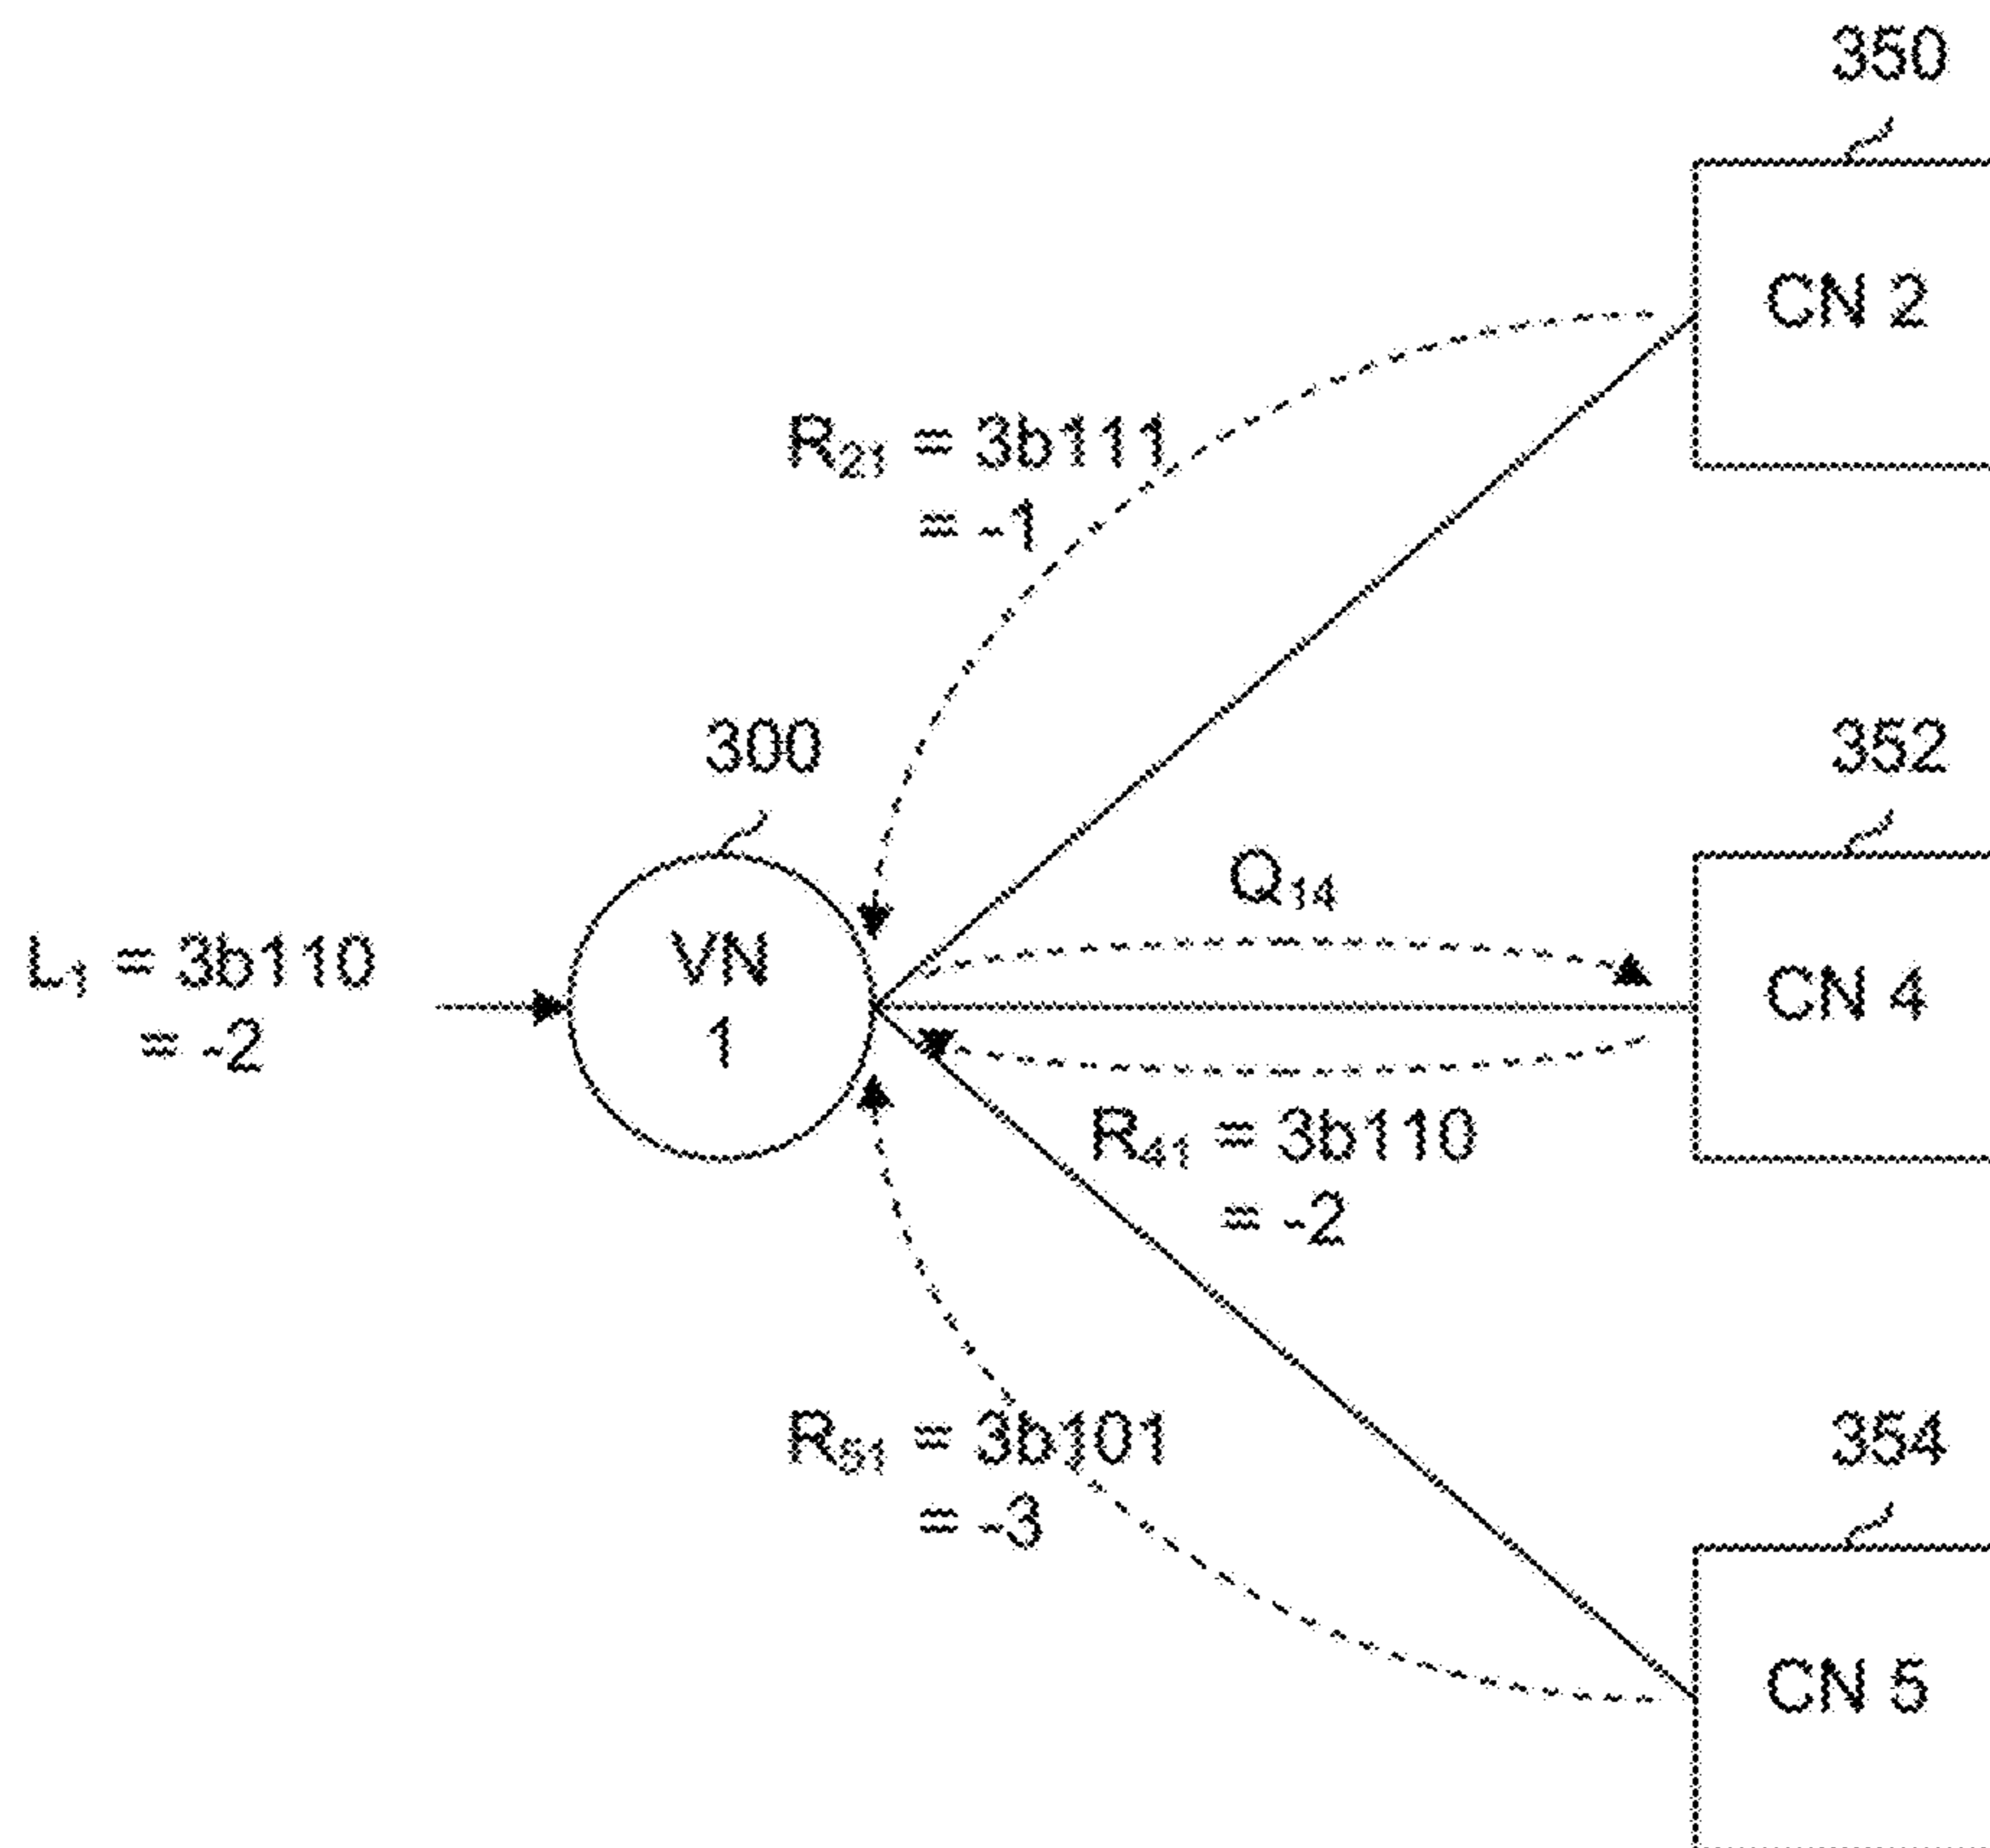 350
CN 2
R21 = 3b111
= -1
300
352
Q14
L1 = 3b110
= -2
VN
1
CN 4
R41 = 3b110
= -2
R51 = 3b101
= -3
354
CN 5